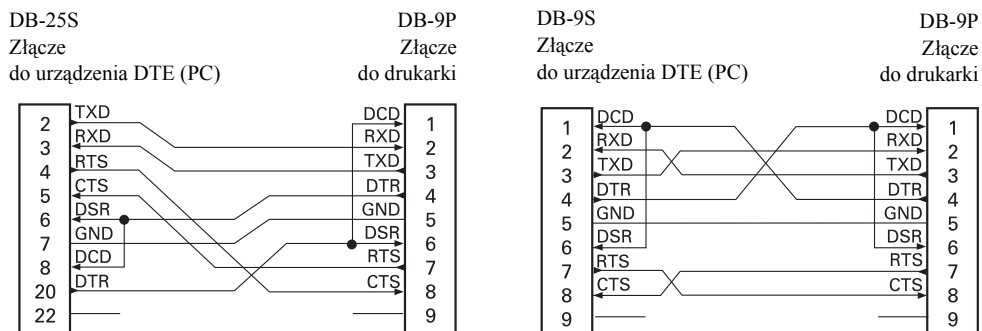 DB-25S DB-9P
Złącze Złącze
do urządzenia DTE (PC) do drukarki
2 TXD DCD 1
3 RXD RXD 2
4 RTS TXD 3
5 CTS DTR 4
6 DSR GND 5
7 GND DSR 6
8 DCD RTS 7
20 DTR CTS 8
22 9
DB-9S DB-9P
Złącze Złącze
do urządzenia DTE (PC) do drukarki
1 DCD DCD 1
2 RXD RXD 2
3 TXD TXD 3
4 DTR DTR 4
5 GND GND 5
6 DSR DSR 6
7 RTS RTS 7
8 CTS CTS 8
9 9